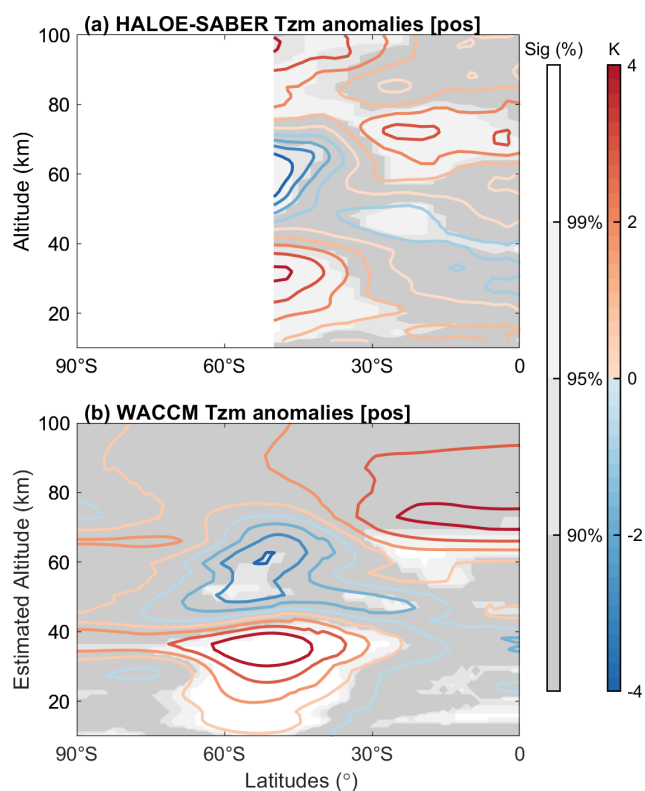 (a) HALOE-SABER Tzm anomalies [pos]
Sig (%)
K
100
80
60
40
20
Altitude (km)
90°S
60°S
30°S
0
99%
95%
90%
4
2
0
-2
-4
(b) WACCM Tzm anomalies [pos]
100
80
60
40
20
Estimated Altitude (km)
90°S
60°S
30°S
0
Latitudes (°)